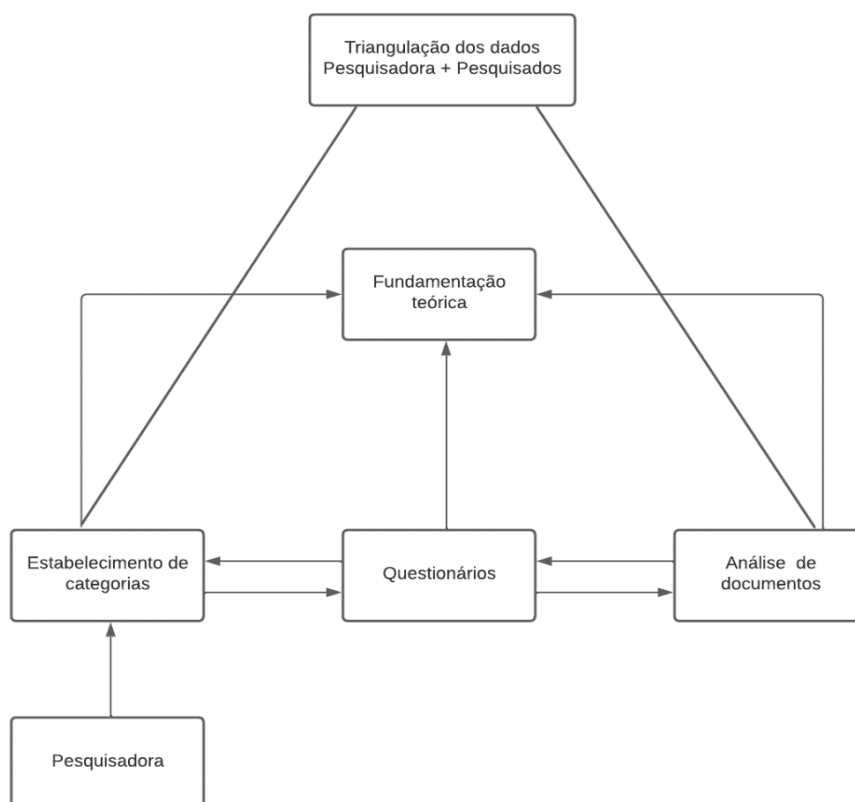 Triangulação dos dados
Pesquisadora + Pesquisados
Fundamentação
teórica
Estabelecimento de
categorias
Questionários
Análise de
documentos
Pesquisadora